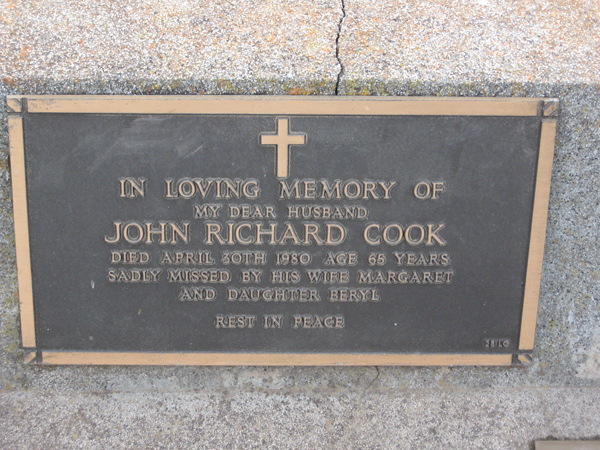 IN LOVING MEMORY OF
MY DEAR HUSBAND
JOHN RICHARD COOK
DIED APRIL 30TH 1980 AGE 65 YEARS
SADLY MISSED BY HIS WIFE MARGARET
AND DAUGHTER BERYL
REST IN PEACE